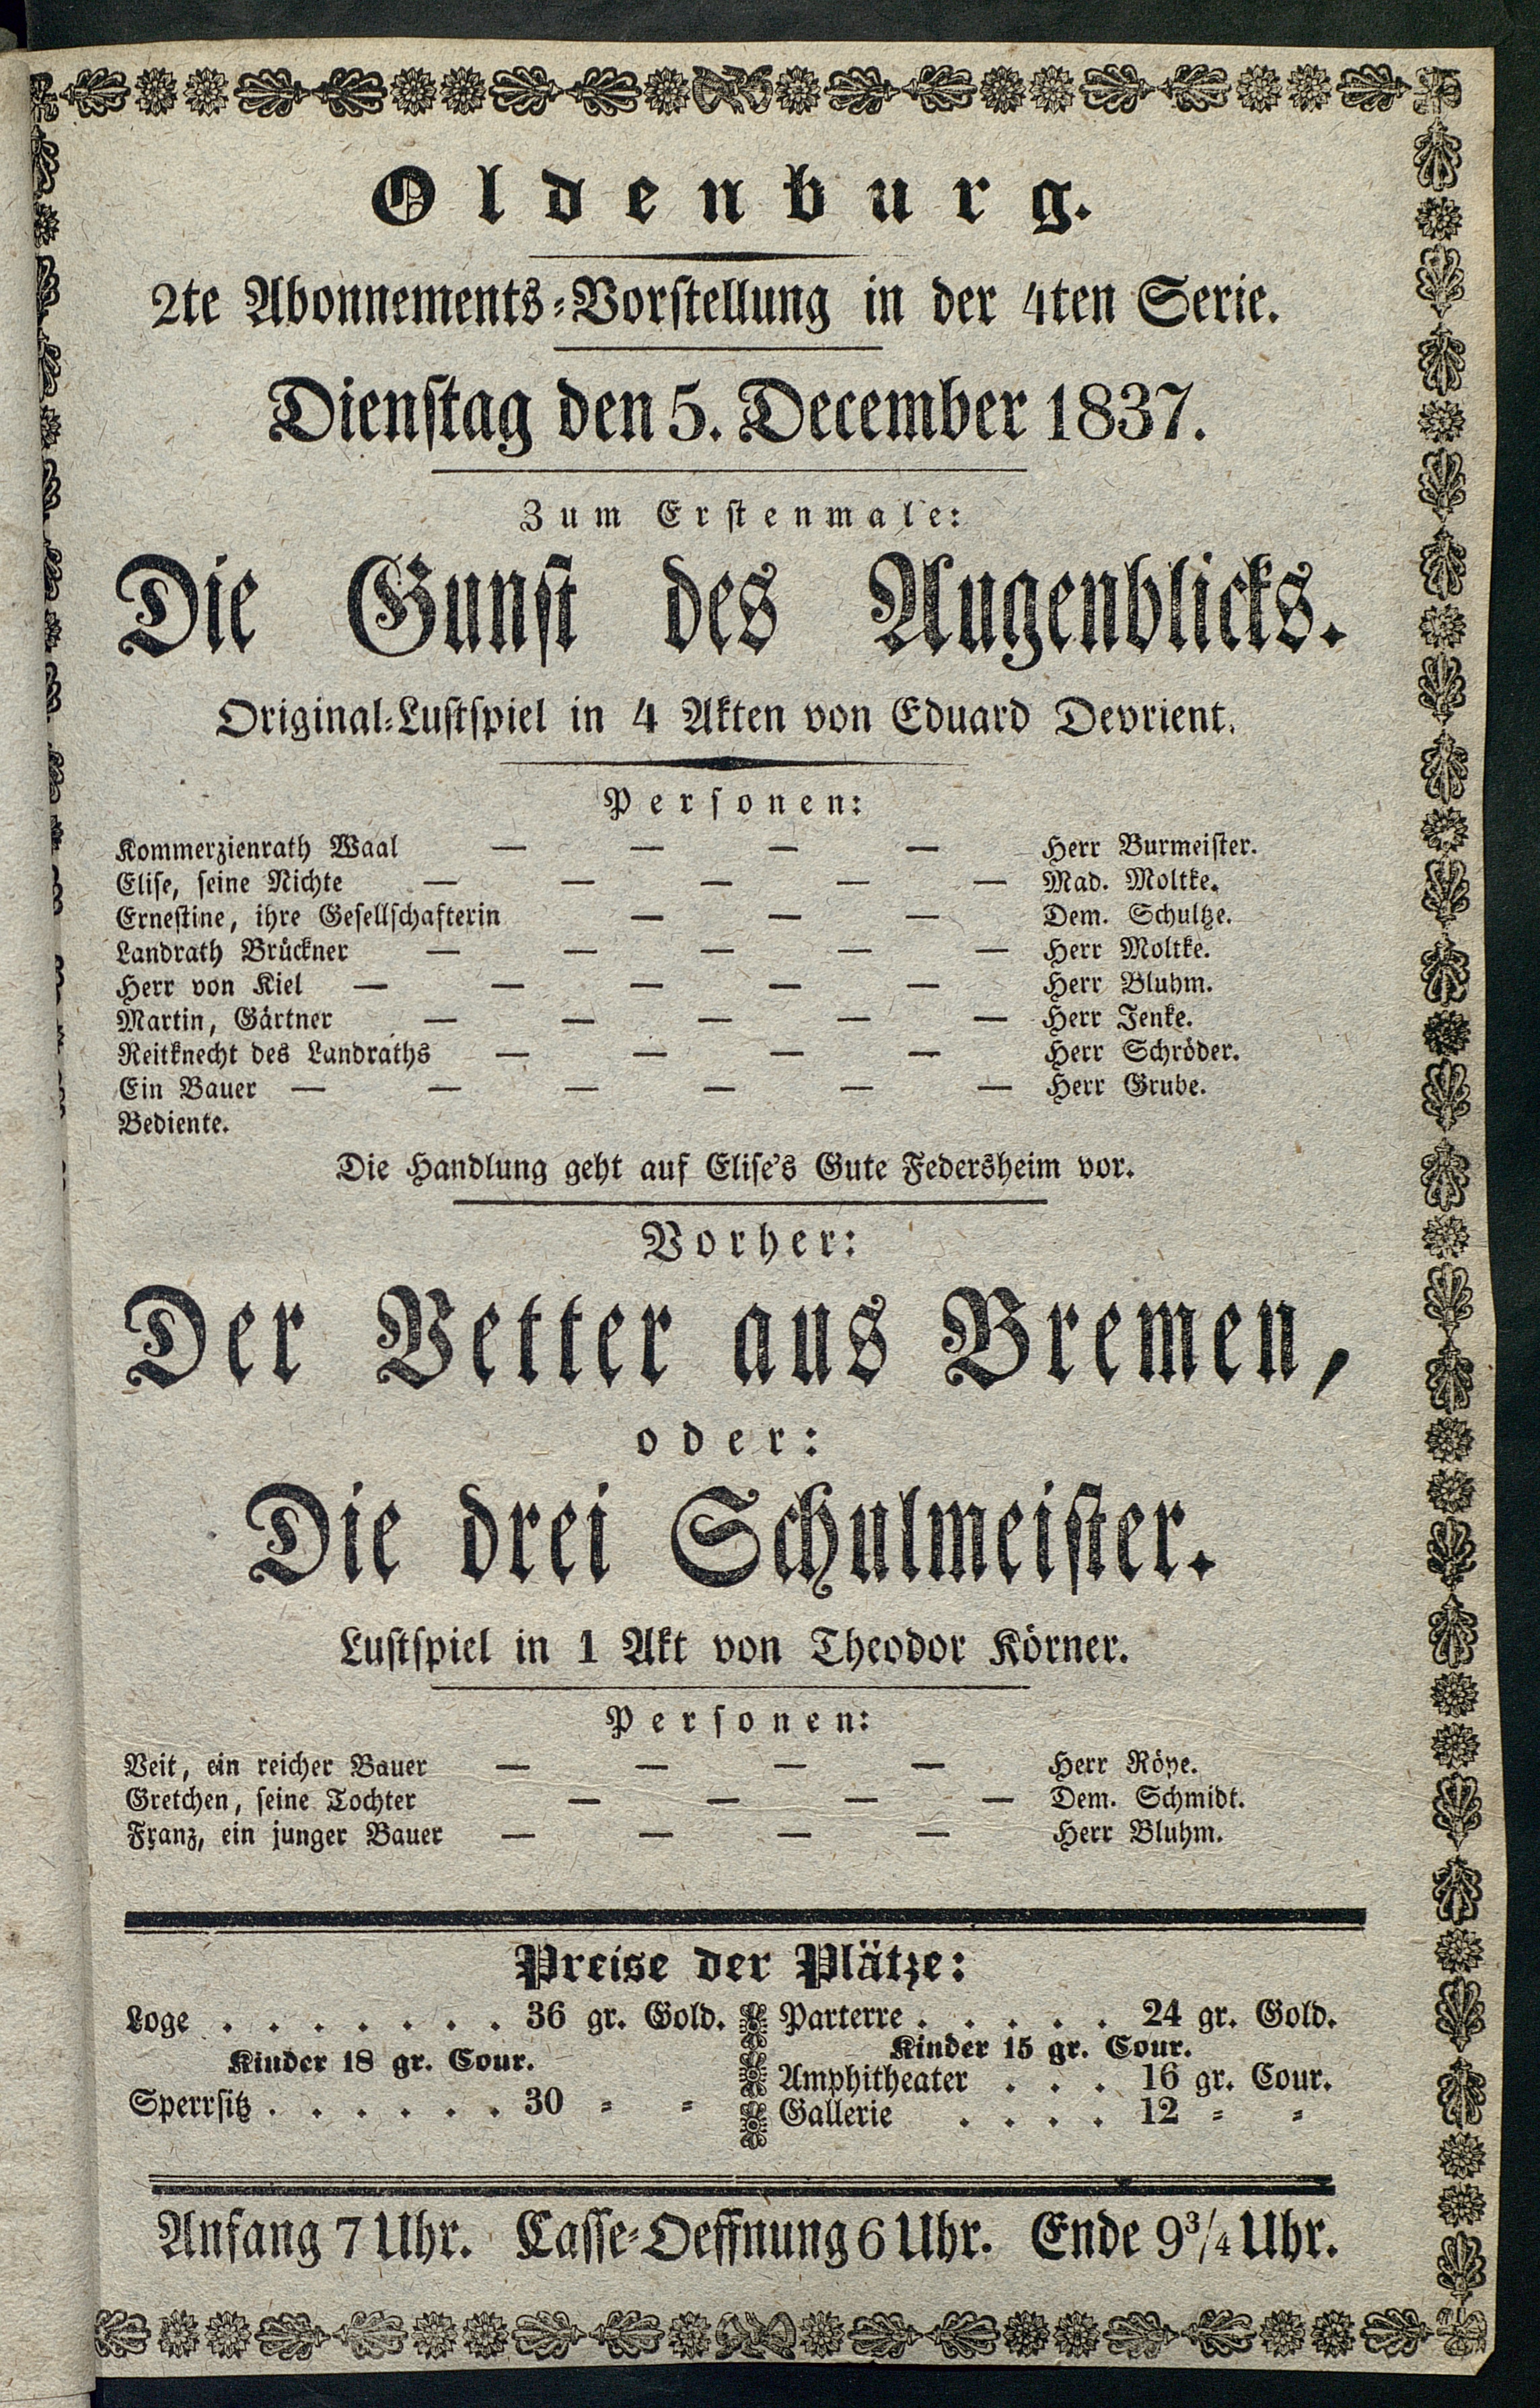 Oldenburg.
2te Abonnements-Vorstellung in der 4ten Serie.
Dienstag den 5. December 1837.
Zum Erstenmale:
Die Gunst des Augenblicks.
Original-Lustspiel in 4 Akten von Eduard Devrient.
Personen:
Kommerzienrath Waal — — — — Herr Burmeister.
Elise, seine Nichte — — — — — Mad. Moltke.
Ernestine, ihre Gesellschafterin — — — Dem. Schultze.
Landrath Brückner — — — — — Herr Moltke.
Herr von Kiel — — — — — Herr Bluhm.
Martin, Gärtner — — — — — Herr Jenke.
Reitknecht des Landraths — — — — Herr Schröder.
Ein Bauer — — — — — — Herr Grube.
Bediente.
Die Handlung geht auf Elise's Gute Federsheim vor.
Vorher:
Der Vetter aus Bremen,
oder:
Die drei Schulmeister.
Lustspiel in 1 Akt von Theodor Körner.
Personen:
Veit, ein reicher Bauer — — — — Herr Röpe.
Gretchen, seine Tochter — — — — Dem. Schmidt.
Franz, ein junger Bauer — — — — Herr Bluhm.
Preise der Plätze:
Loge . . . . . . . 36 gr. Gold.
Kinder 18 gr. Cour.
Sperrsitz . . . . . . 30 = =
Parterre . . . . . 24 gr. Gold.
Kinder 15 gr. Cour.
Amphitheater . . . 16 gr. Cour.
Gallerie . . . . 12 = =
Anfang 7 Uhr. Casse-Oeffnung 6 Uhr. Ende 9 3/4 Uhr.